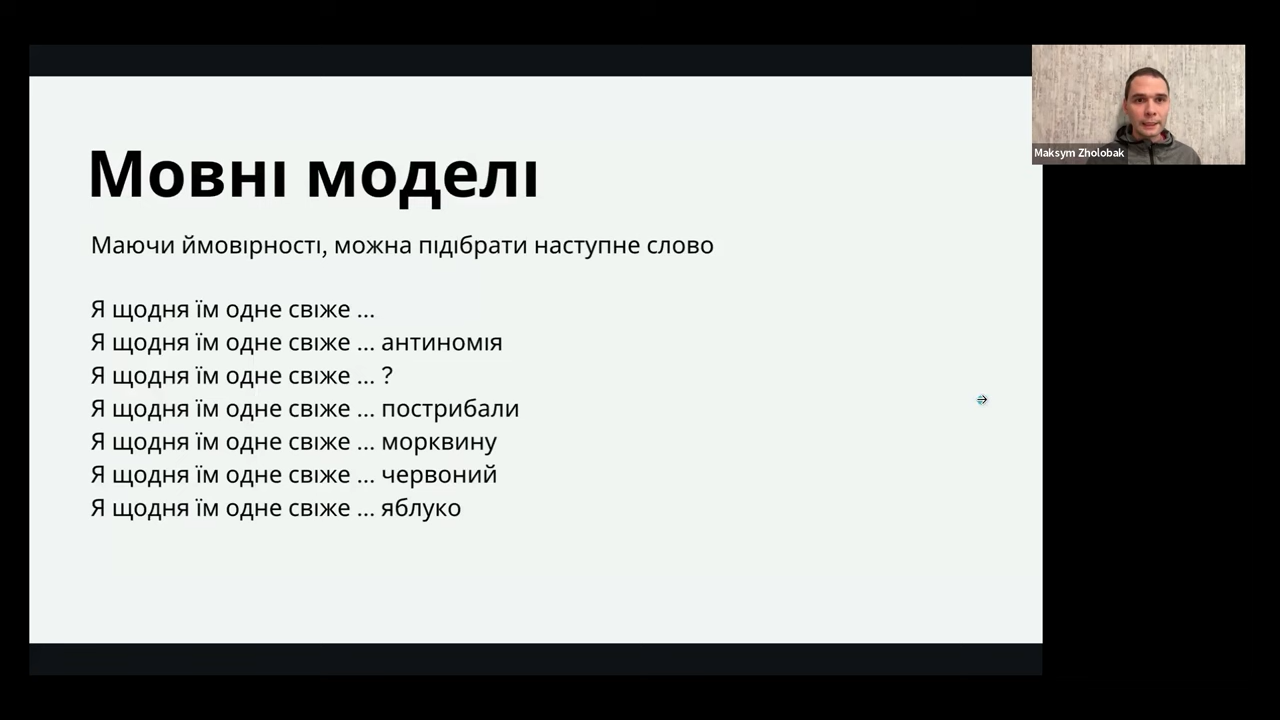 Мовні моделі
Маючи ймовірності, можна підібрати наступне слово
Я щодня їм одне свіже ...
Я щодня їм одне свіже ... антиномія
Я щодня їм одне свіже ... ?
Я щодня їм одне свіже ... пострибали
Я щодня їм одне свіже ... морквину
Я щодня їм одне свіже ... червоний
Я щодня їм одне свіже ... яблуко
Maksym Zholobak